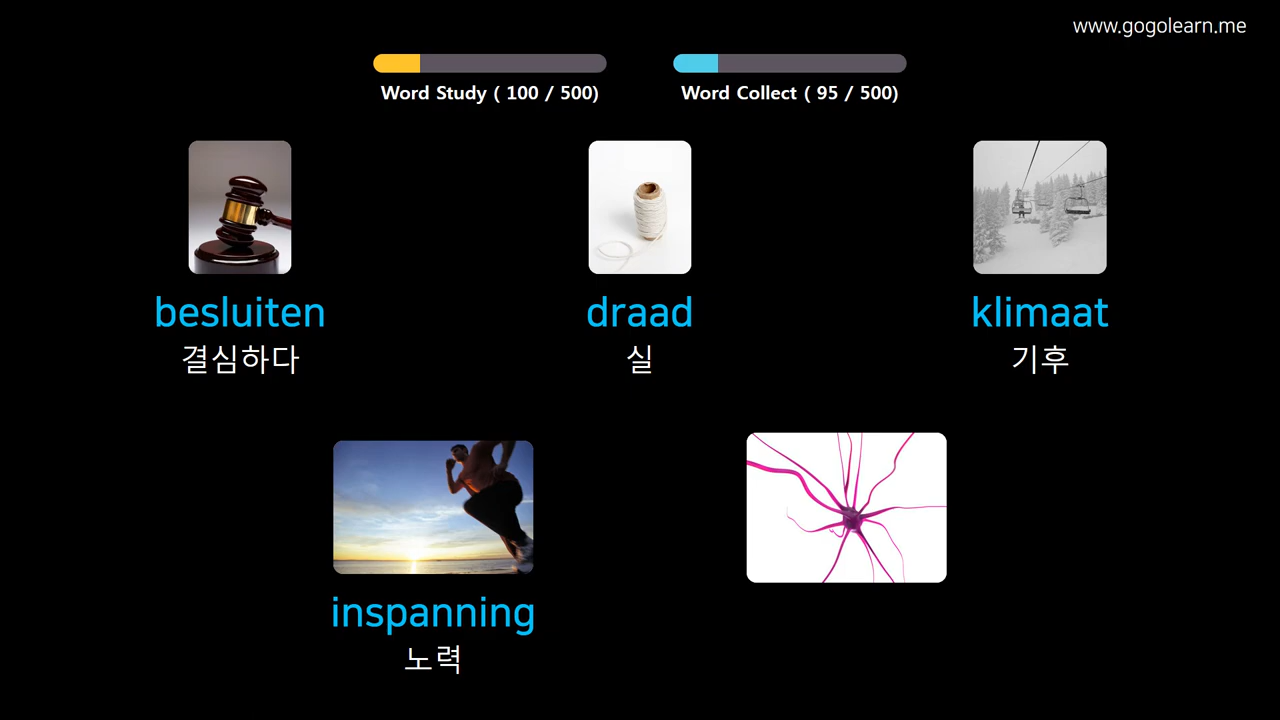 www.gogolearn.me
Word Study ( 100 / 500)
Word Collect ( 95 / 500)
besluiten
결심하다
draad
실
klimaat
기후
inspanning
노력